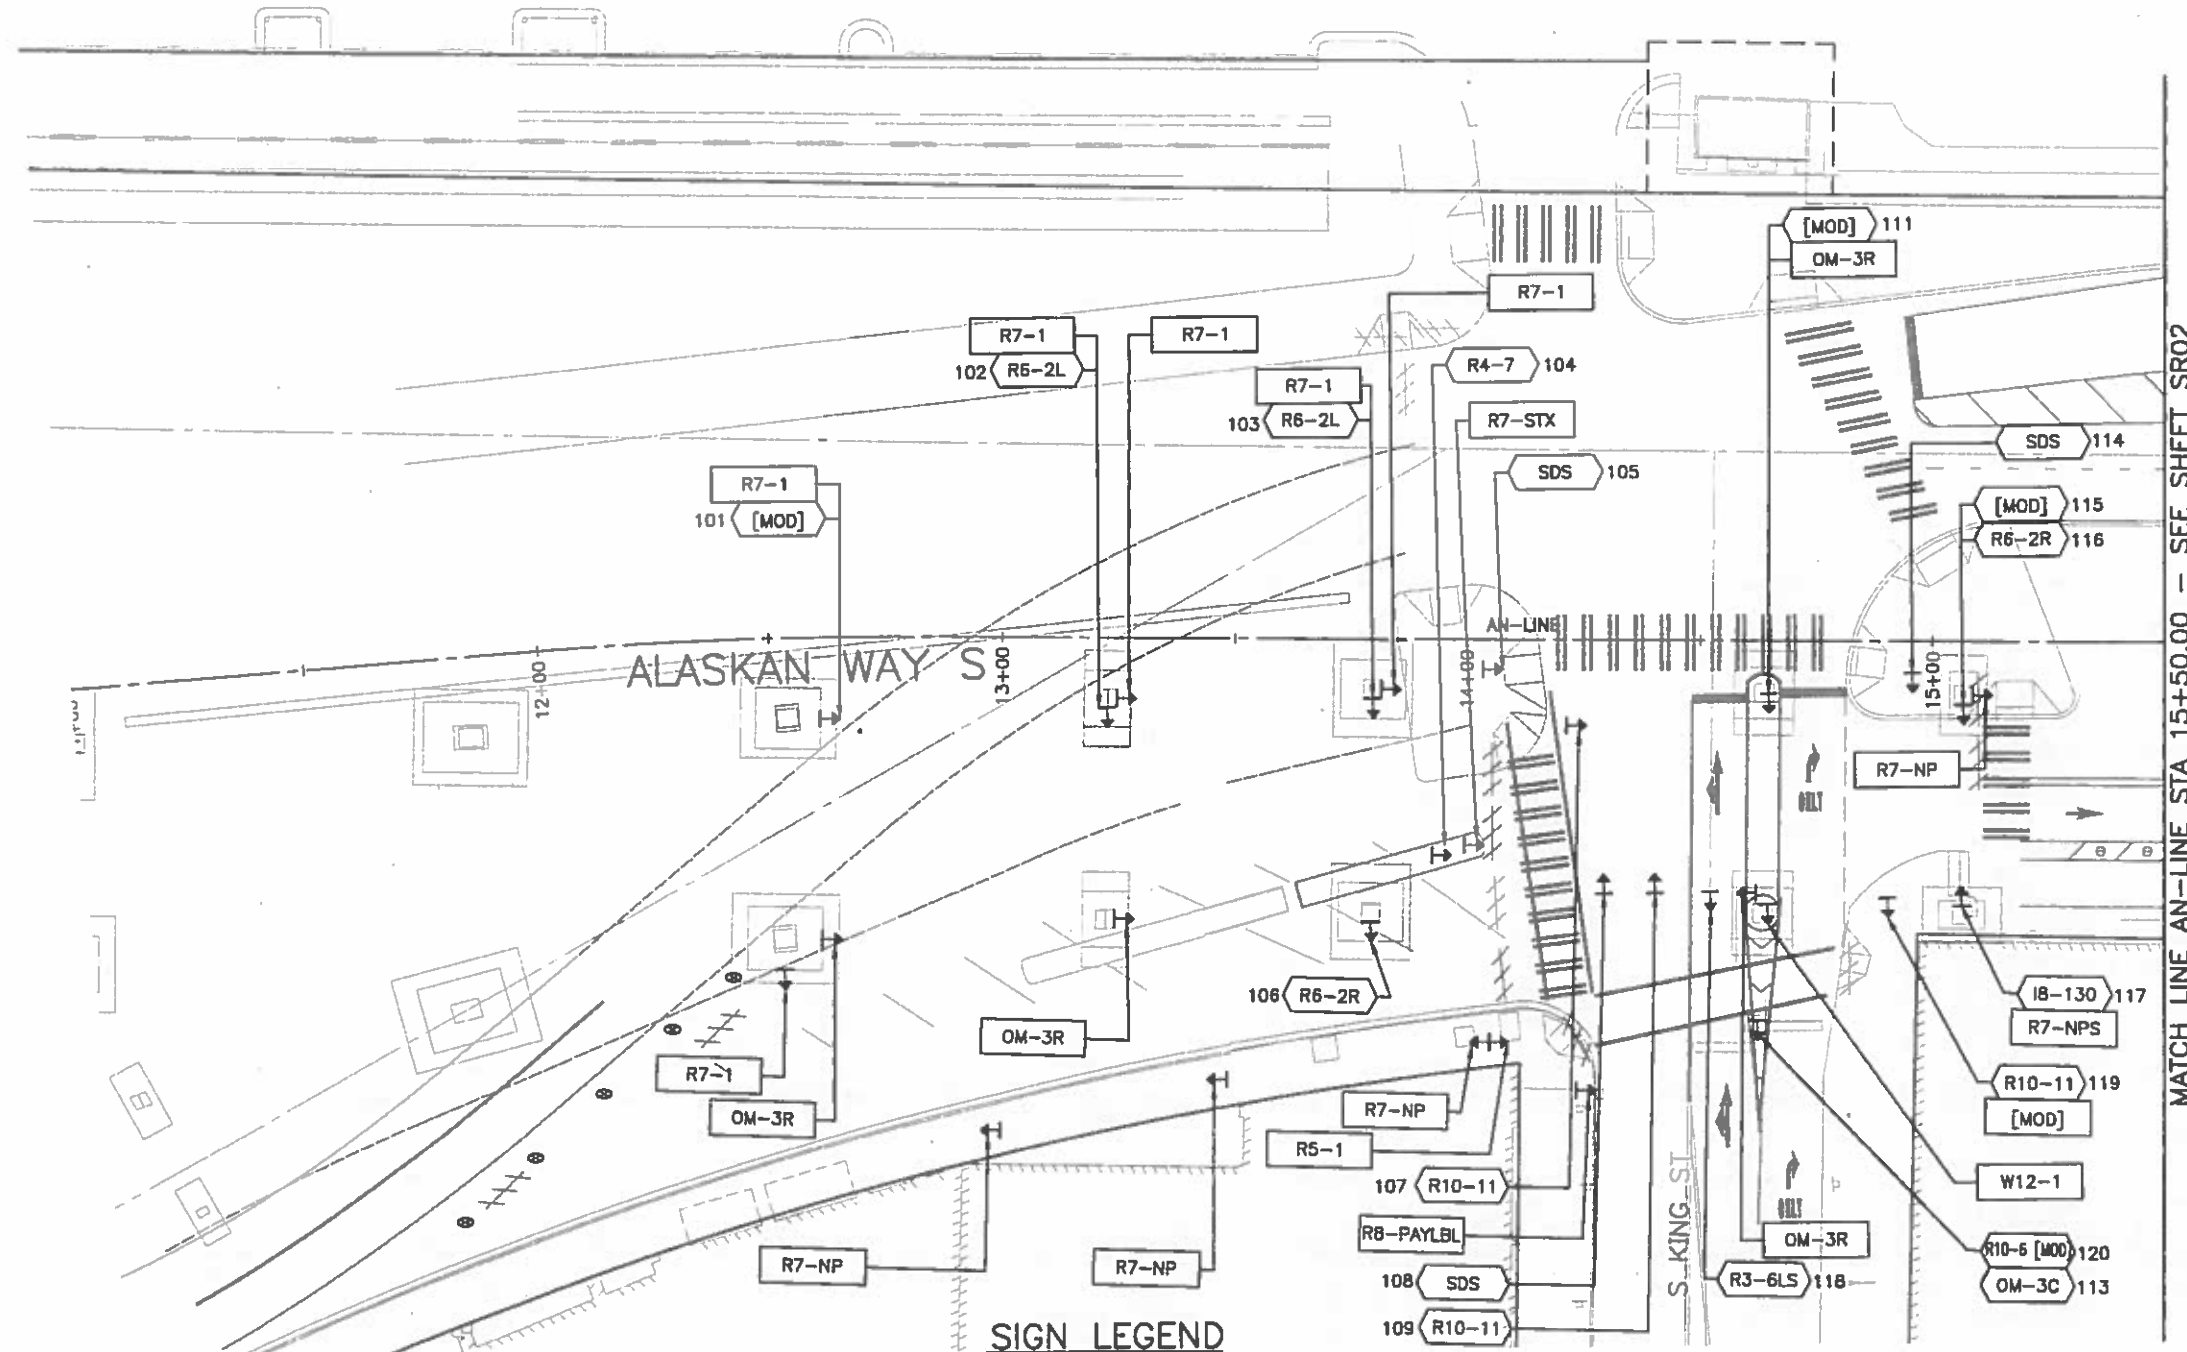 [MOD] 111
OM-3R
R7-1
R7-1
R7-1
102 R6-2L
R4-7 104
R7-1
103 R6-2L
R7-STX
SDS 114
SDS 105
R7-1
101 [MOD]
[MOD] 115
R6-2R 116
AN-LINE
ALASKAN WAY S
12+00
13+00
14+00
15+00
R7-NP
BELT
106 R6-2R
I8-130 117
R7-NPS
OM-3R
R7-1
OM-3R
R7-NP
R5-1
R10-11 119
[MOD]
107 R10-11
W12-1
BELT
R8-PAYLBL
OM-3R
R10-6 [MOD] 120
R7-NP
R7-NP
108 SDS
R3-6LS 118
OM-3C 113
109 R10-11
S KING ST
SIGN LEGEND
MATCH LINE AN-LINE STA 15+50.00 - SEE SHEET SR02